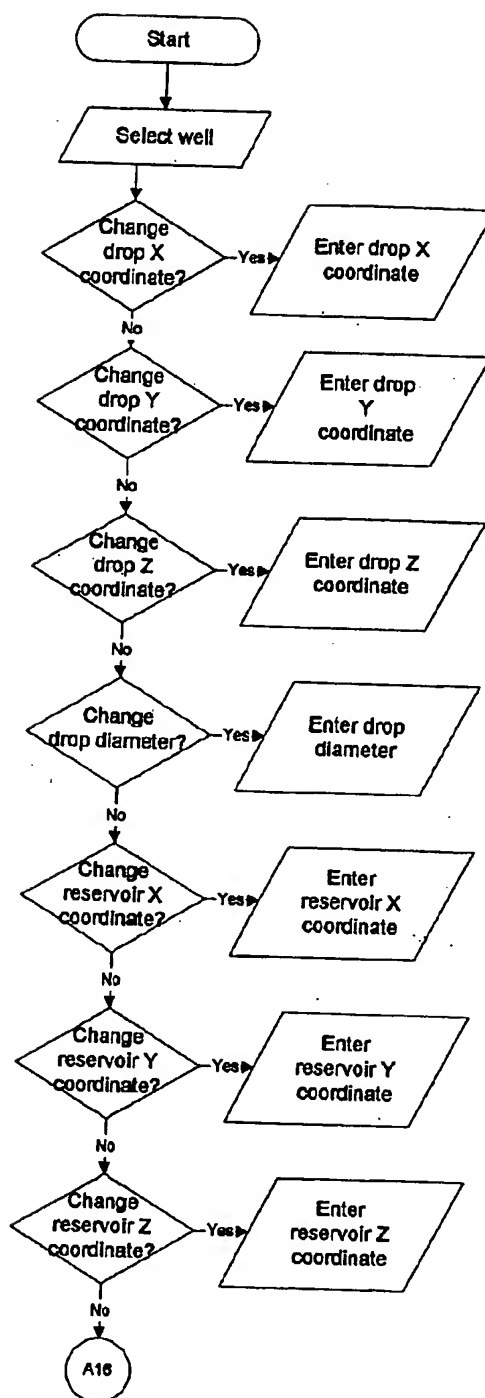 Start
Select well
Change
drop X
coordinate?
Yes
Enter drop X
coordinate
No
Change
drop Y
coordinate?
Yes
Enter drop
Y
coordinate
No
Change
drop Z
coordinate?
Yes
Enter drop Z
coordinate
No
Change
drop diameter?
Yes
Enter drop
diameter
No
Change
reservoir X
coordinate?
Yes
Enter
reservoir X
coordinate
No
Change
reservoir Y
coordinate?
Yes
Enter
reservoir Y
coordinate
No
Change
reservoir Z
coordinate?
Yes
Enter
reservoir Z
coordinate
No
A16